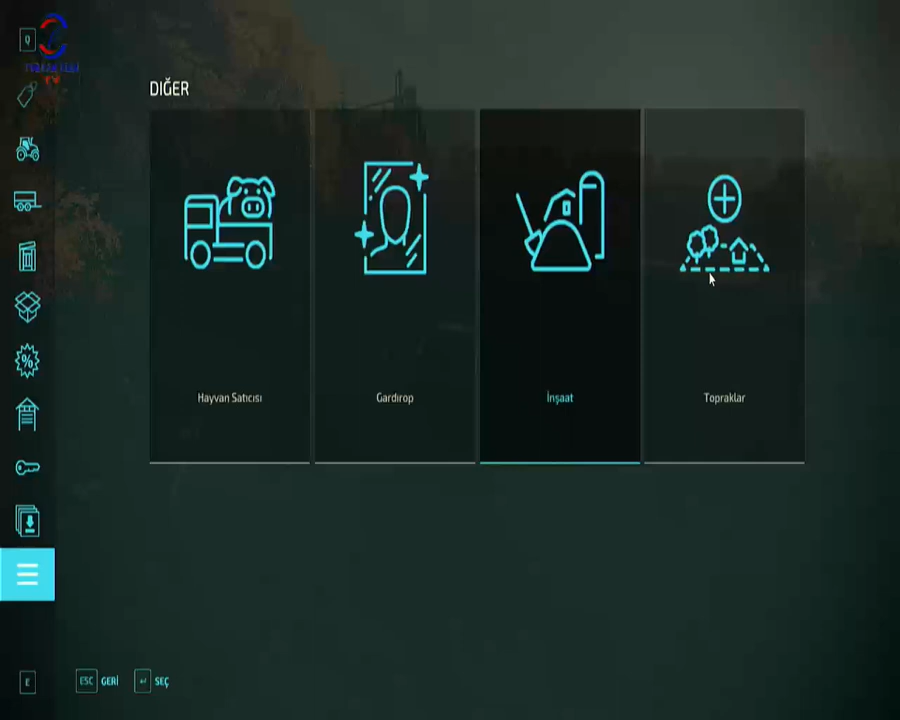 Q
DIĞER
Hayvan Satıcısı
Gardırop
İnşaat
Topraklar
E
ESC GERİ
SEÇ